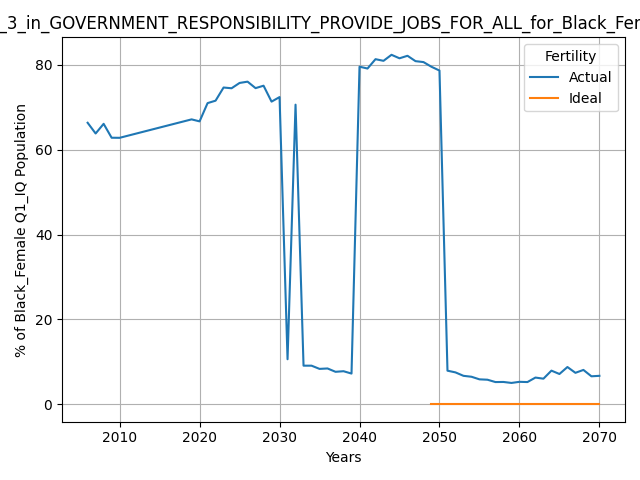 _3_in_GOVERNMENT_RESPONSIBILITY_PROVIDE_JOBS_FOR_ALL_for_Black_Fer
Fertility
Actual
Ideal
% of Black_Female Q1_IQ Population
80
60
40
20
0
2010 2020 2030 2040 2050 2060 2070
Years